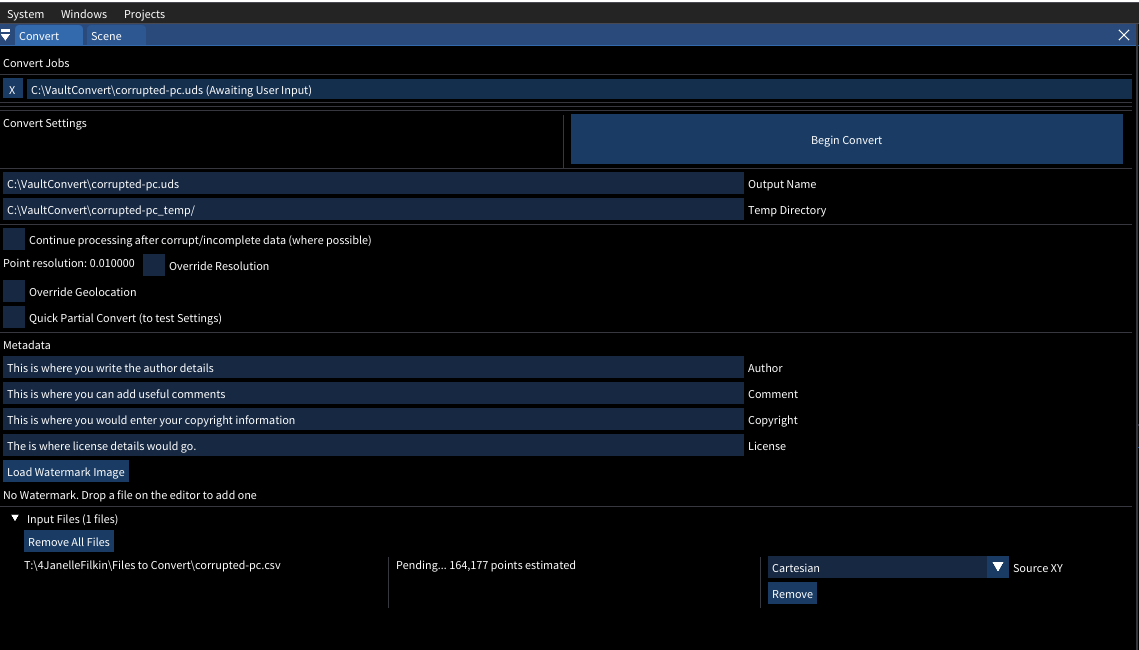 System Windows Projects
Convert Scene
Convert Jobs
X C:\VaultConvert\corrupted-pc.uds (Awaiting User Input)
Convert Settings
Begin Convert
C:\VaultConvert\corrupted-pc.uds Output Name
C:\VaultConvert\corrupted-pc_temp/ Temp Directory
Continue processing after corrupt/incomplete data (where possible)
Point resolution: 0.010000 Override Resolution
Override Geolocation
Quick Partial Convert (to test Settings)
Metadata
This is where you write the author details Author
This is where you can add useful comments Comment
This is where you would enter your copyright information Copyright
The is where license details would go. License
Load Watermark Image
No Watermark. Drop a file on the editor to add one
Input Files (1 files)
Remove All Files
T:\4JanelleFilkin\Files to Convert\corrupted-pc.csv Pending... 164,177 points estimated Cartesian Source XY
Remove